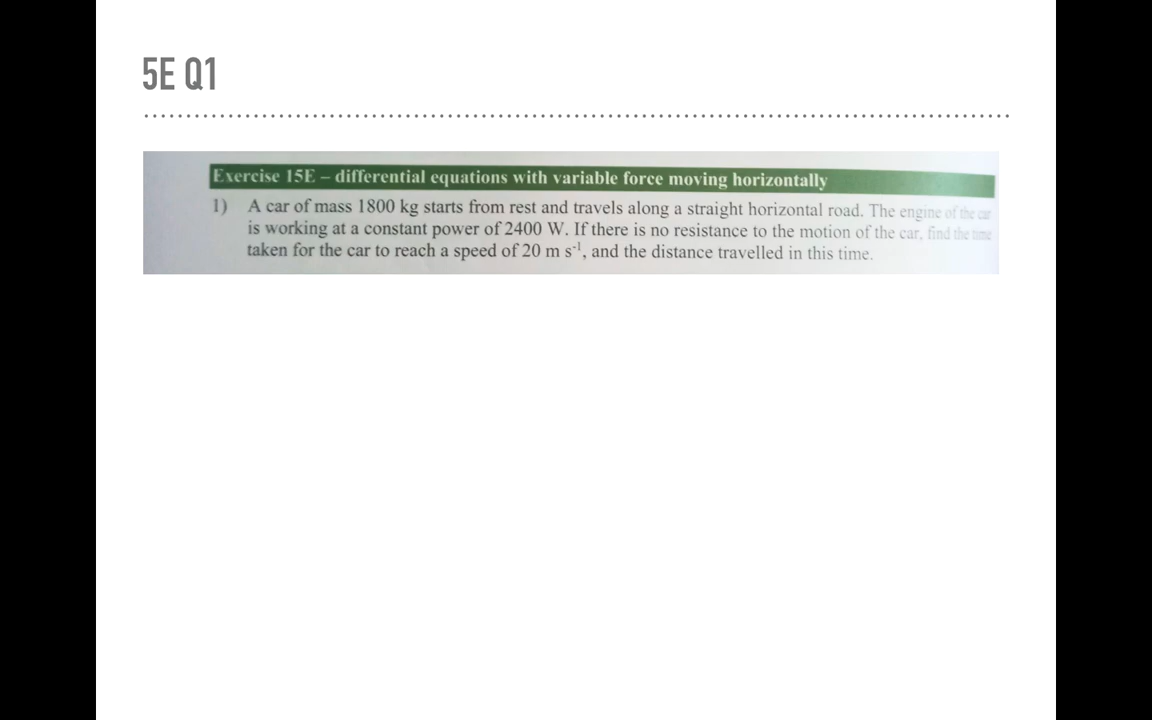 5E Q1
Exercise 15E – differential equations with variable force moving horizontally
1) A car of mass 1800 kg starts from rest and travels along a straight horizontal road. The engine of the car
is working at a constant power of 2400 W. If there is no resistance to the motion of the car, find the time
taken for the car to reach a speed of 20 m s⁻¹, and the distance travelled in this time.